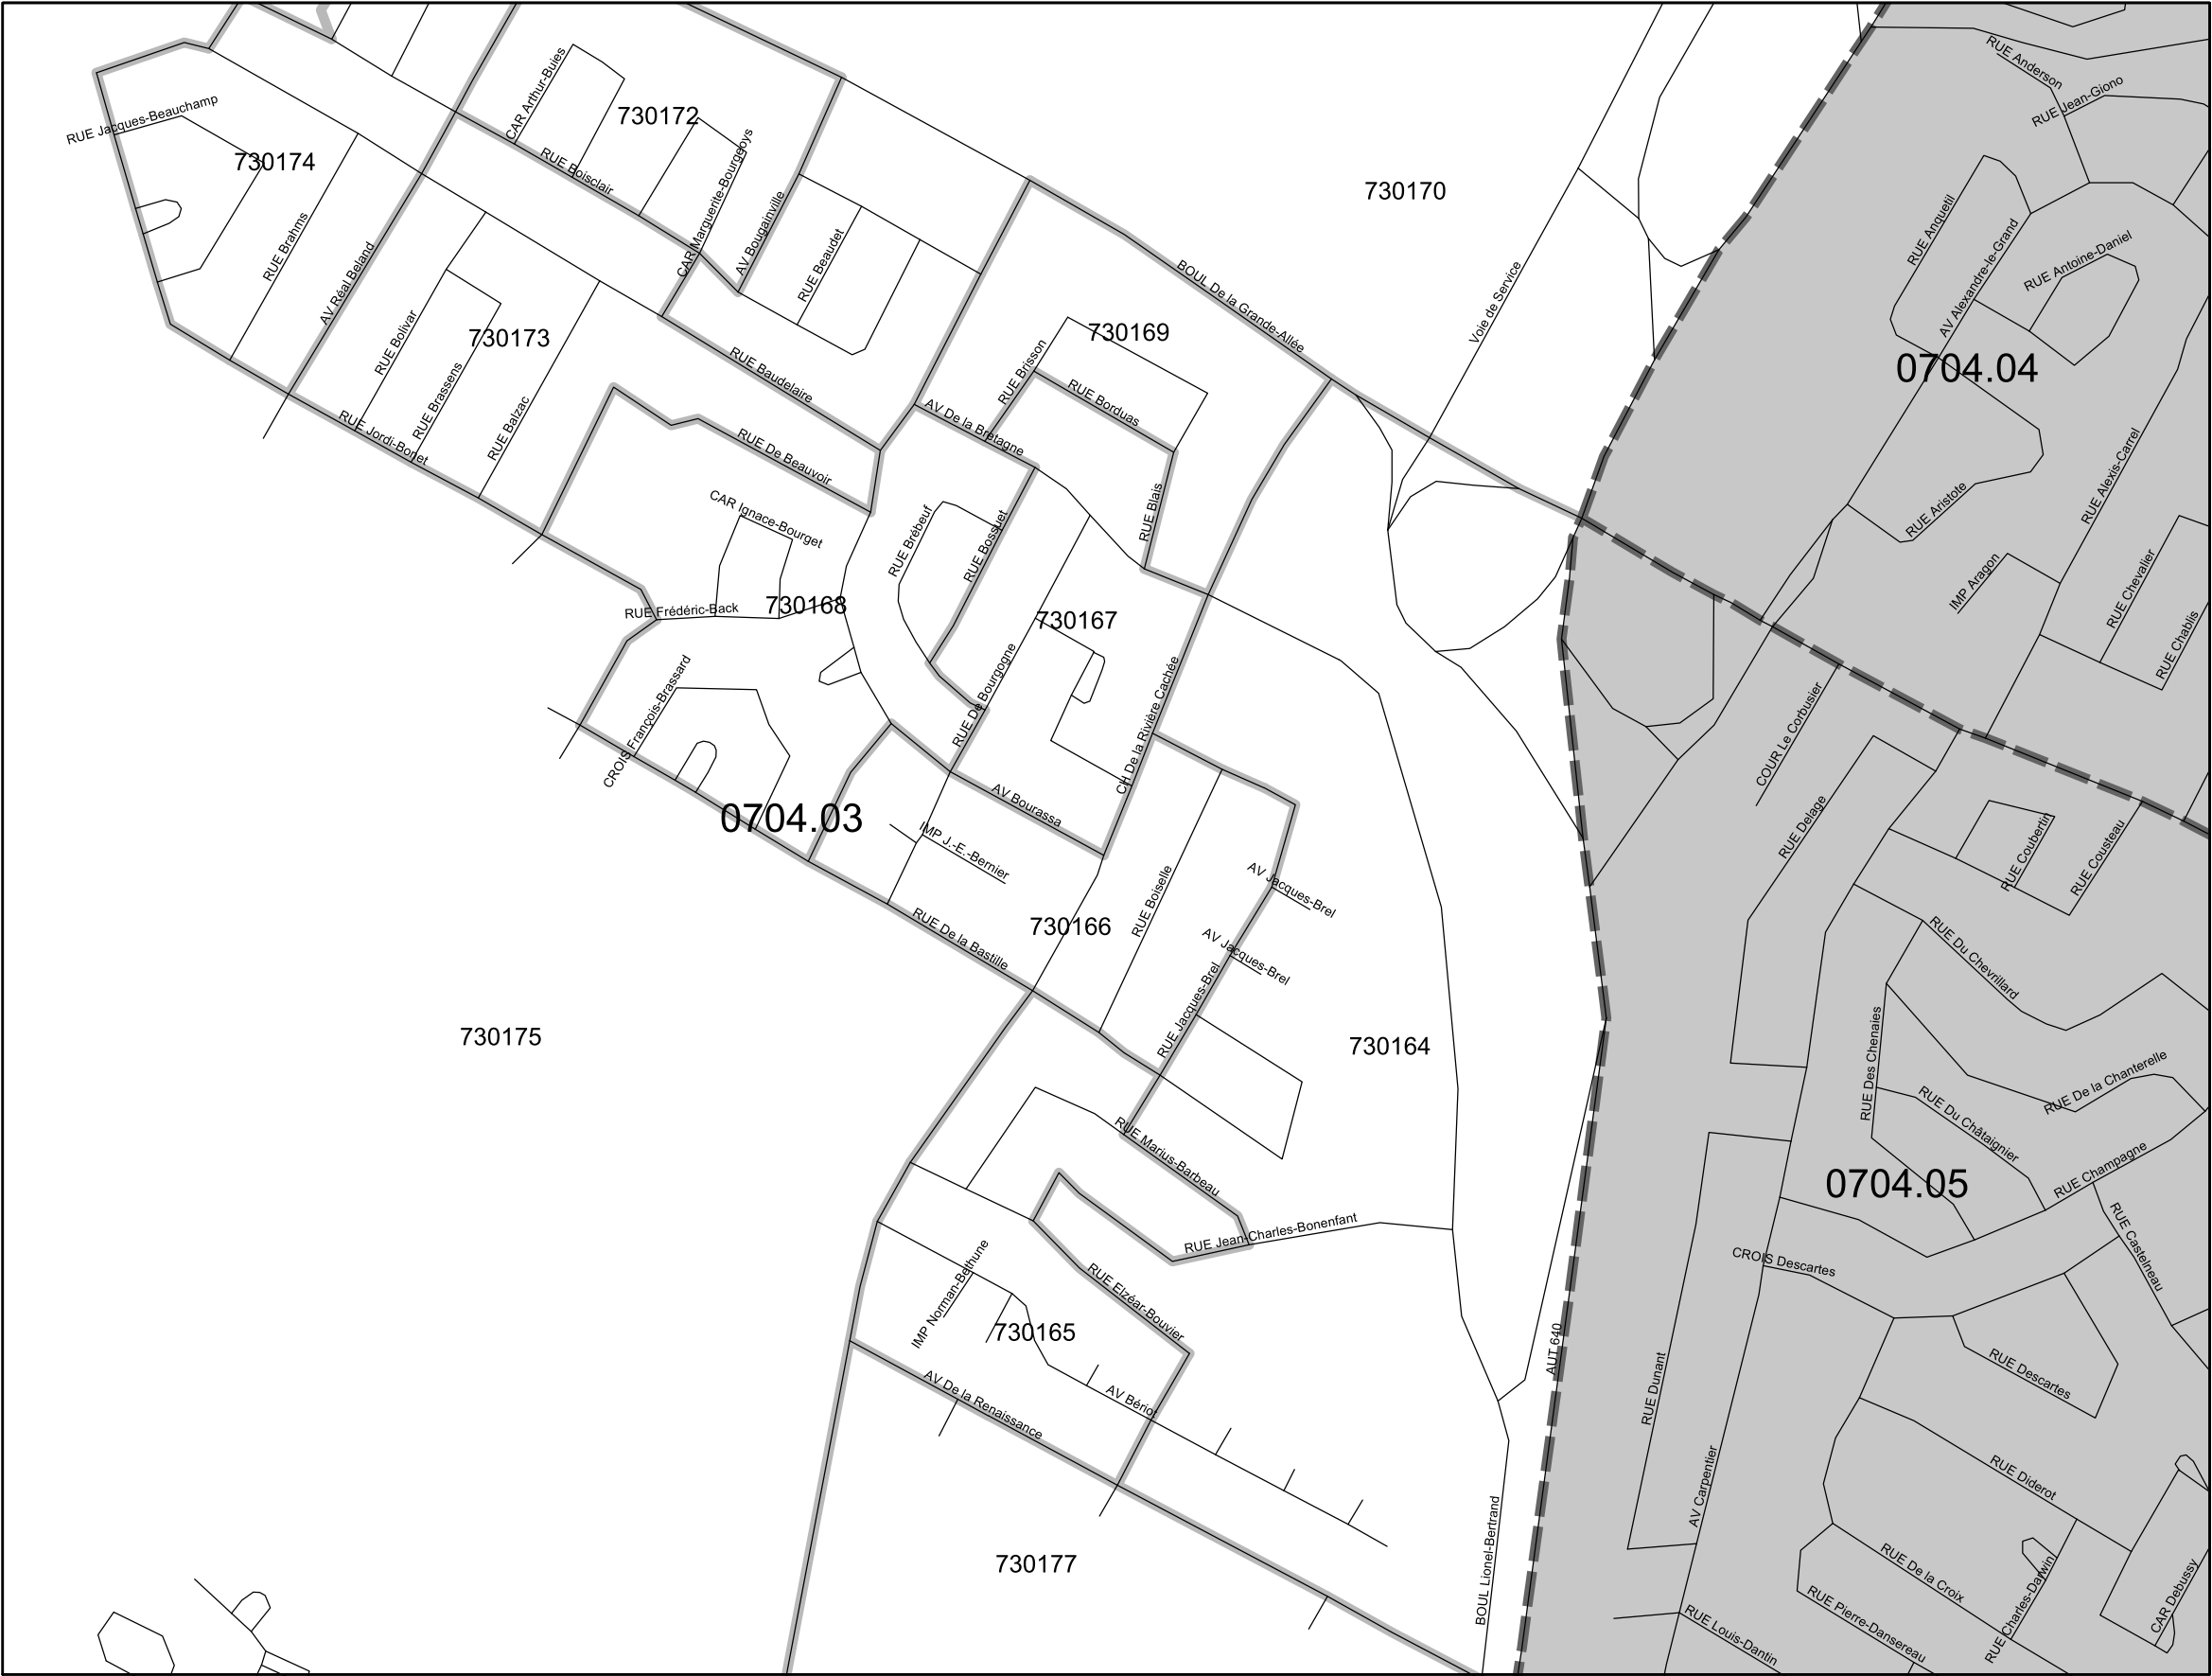 RUE Jacques-Beauchamp
730174
RUE Brahms
AV Réal Beland
CAR Arthur-Buies
730172
RUE Boisclair
CAR Marguerite-Bourgeoys
AV Bougainville
RUE Beaudet
730170
Voie de Service
BOUL De la Grande-Allée
RUE Anderson
RUE Jean-Giono
RUE Anquetil
AV Alexandre-le-Grand
RUE Antoine-Daniel
0704.04
RUE Bolivar
730173
RUE Brassens
RUE Balzac
RUE Jordi-Bonet
RUE Baudelaire
RUE De Beauvoir
730169
RUE Brisson
RUE Borduas
AV De la Bretagne
RUE Blais
RUE Alexis-Carrel
RUE Aristote
IMP Aragon
RUE Chevalier
RUE Chablis
CAR Ignace-Bourget
RUE Brébeuf
RUE Bossuet
RUE Frédéric-Back
730168
730167
RUE De Bourgogne
CH De la Rivière Cachée
CROIS François-Brassard
COUR Le Corbusier
0704.03
AV Bourassa
IMP J.-E.-Bernier
RUE Delage
RUE Coubertin
RUE Cousteau
RUE Boiselle
AV Jacques-Brel
730166
RUE De la Bastille
AV Jacques-Brel
RUE Jacques-Brel
RUE Du Chevrillard
730175
730164
RUE Des Chenaies
RUE De la Chanterelle
RUE Du Châtaignier
RUE Marius-Barbeau
0704.05
RUE Champagne
RUE Castelneau
RUE Jean-Charles-Bonenfant
CROIS Descartes
IMP Norman-Bethune
RUE Elzéar-Bouvier
730165
AUT 640
RUE Dunant
RUE Descartes
AV De la Renaissance
AV Bériot
AV Carpentier
RUE Diderot
BOUL Lionel-Bertrand
730177
RUE De la Croix
RUE Charles-Darwin
CAR Debussy
RUE Pierre-Dansereau
RUE Louis-Dantin